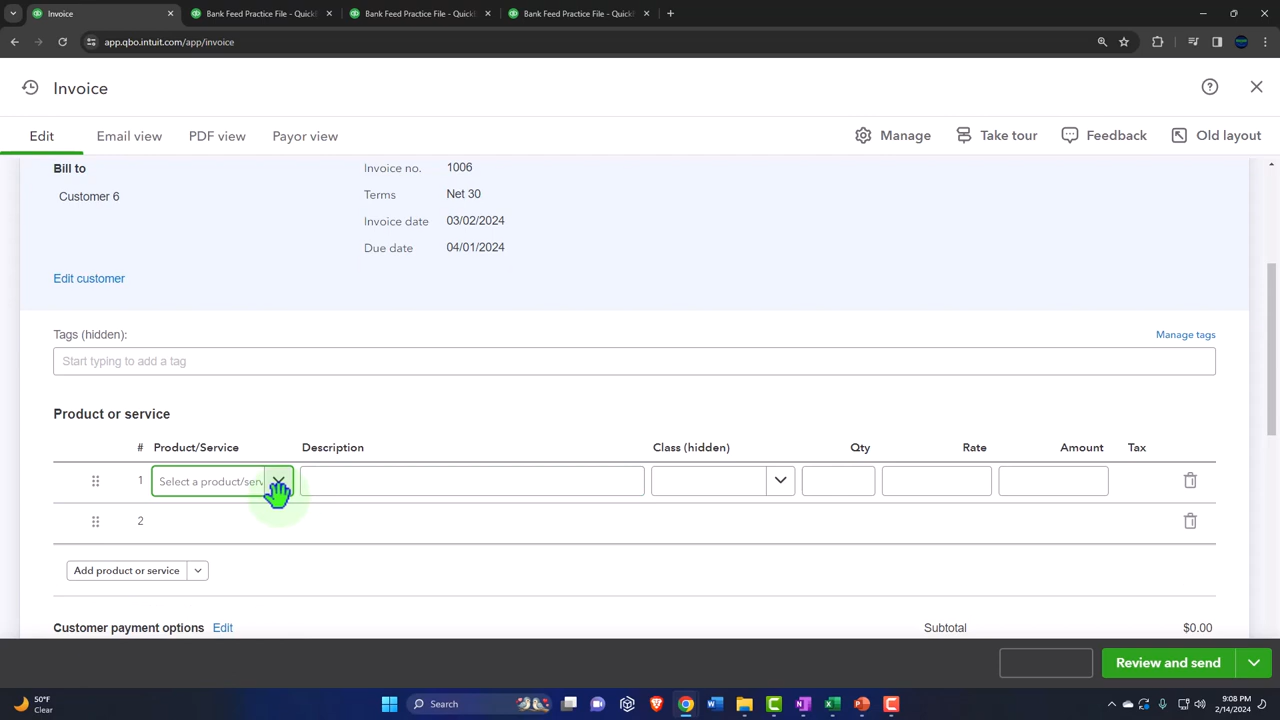 Invoice
Bank Feed Practice File - QuickB
Bank Feed Practice File - QuickB
Bank Feed Practice File - QuickB
app.qbo.intuit.com/app/invoice
Invoice
Edit
Email view
PDF view
Payor view
Manage
Take tour
Feedback
Old layout
Bill to
Invoice no. 1006
Customer 6
Terms Net 30
Invoice date 03/02/2024
Due date 04/01/2024
Edit customer
Tags (hidden):
Manage tags
Start typing to add a tag
Product or service
# Product/Service Description Class (hidden) Qty Rate Amount Tax
1 Select a product/serv
2
Add product or service
Customer payment options Edit
Subtotal $0.00
Review and send
50°F
Clear
Search
9:08 PM
2/14/2024